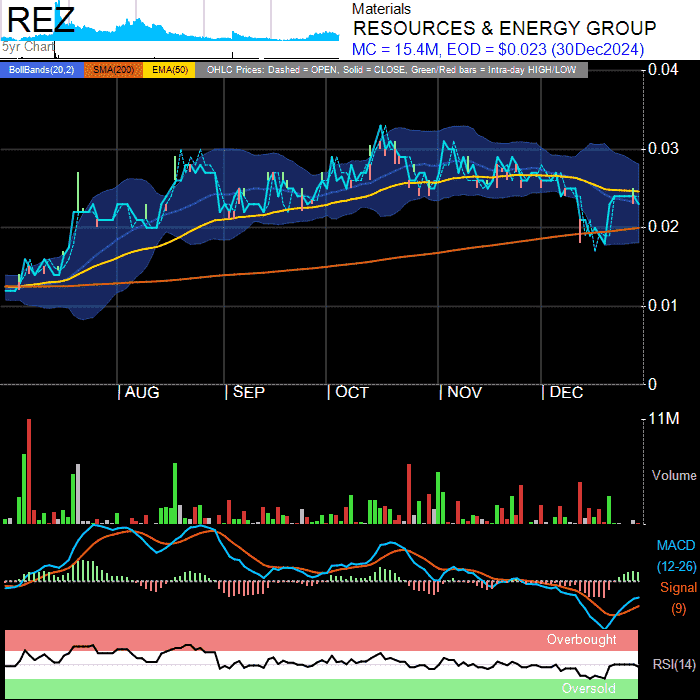 REZ
5yr Chart
Materials
RESOURCES & ENERGY GROUP
MC = 15.4M, EOD = $0.023 (30Dec2024)
BollBands(20,2) SMA(200) EMA(50) OHLC Prices: Dashed = OPEN, Solid = CLOSE, Green/Red bars = Intra-day HIGH/LOW
0.04
0.03
0.02
0.01
0
AUG SEP OCT NOV DEC
11M
Volume
MACD
(12-26)
Signal
(9)
Overbought
RSI(14)
Oversold